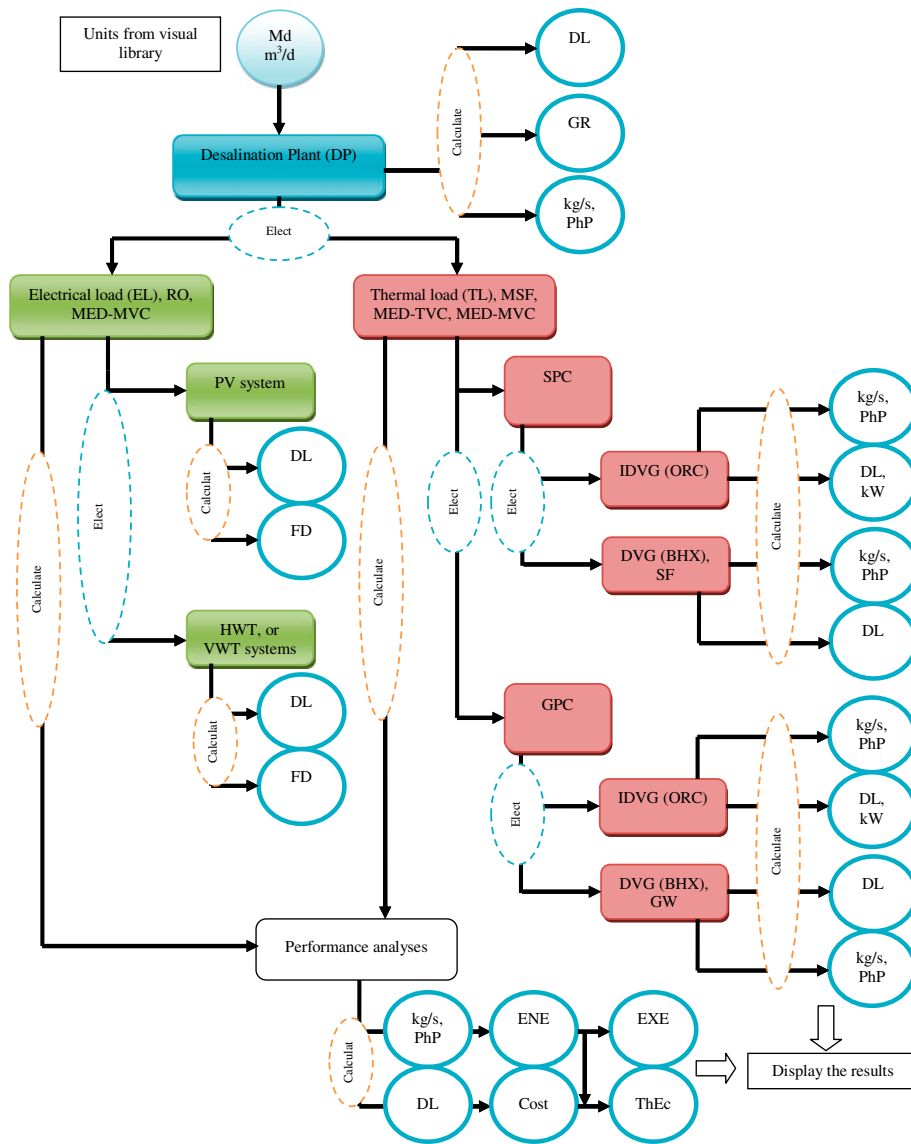 Units from visual
library
Md
m³/d
DL
GR
kg/s,
PhP
Calculate
Desalination Plant (DP)
Elect
Electrical load (EL), RO,
MED-MVC
Thermal load (TL), MSF,
MED-TVC, MED-MVC
PV system
DL
FD
Calculat
Elect
Calculate
HWT, or
VWT systems
DL
FD
Calculat
Calculate
SPC
Elect
Elect
IDVG (ORC)
DVG (BHX),
SF
Calculate
kg/s,
PhP
DL,
kW
kg/s,
PhP
DL
GPC
Elect
IDVG (ORC)
DVG (BHX),
GW
Calculate
kg/s,
PhP
DL,
kW
DL
kg/s,
PhP
Performance analyses
Calculat
kg/s,
PhP
ENE
EXE
DL
Cost
ThEc
Display the results